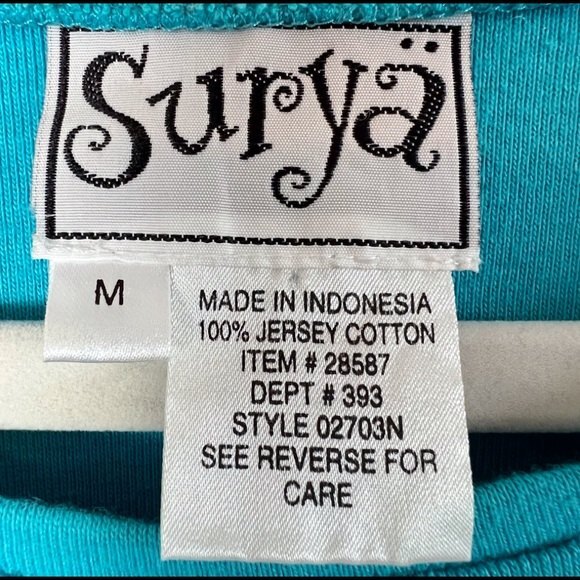 Suryä
M
MADE IN INDONESIA
100% JERSEY COTTON
ITEM # 28587
DEPT # 393
STYLE 02703N
SEE REVERSE FOR
CARE